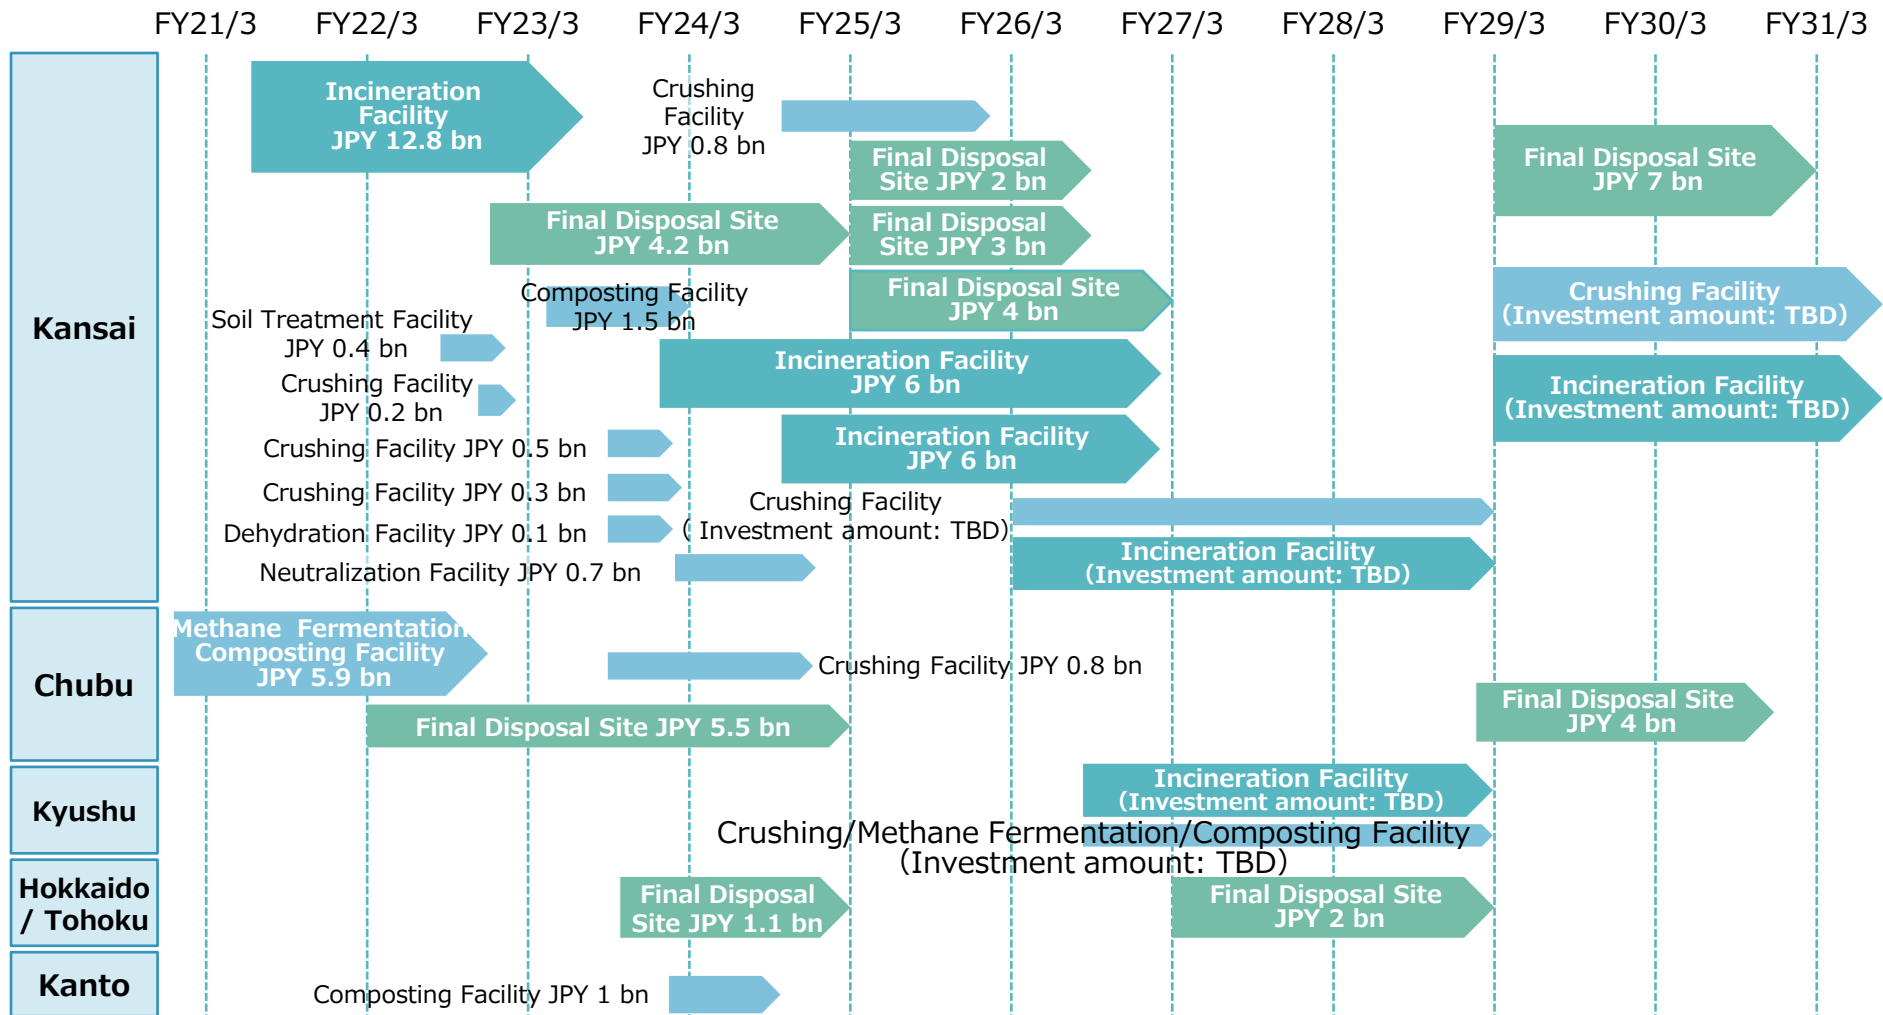 FY21/3 FY22/3 FY23/3 FY24/3 FY25/3 FY26/3 FY27/3 FY28/3 FY29/3 FY30/3 FY31/3
Kansai
Incineration
Facility
JPY 12.8 bn
Crushing
Facility
JPY 0.8 bn
Final Disposal
Site JPY 2 bn
Final Disposal Site
JPY 7 bn
Final Disposal Site
JPY 4.2 bn
Final Disposal
Site JPY 3 bn
Composting Facility
JPY 1.5 bn
Final Disposal Site
JPY 4 bn
Crushing Facility
(Investment amount: TBD)
Soil Treatment Facility
JPY 0.4 bn
Incineration Facility
JPY 6 bn
Incineration Facility
(Investment amount: TBD)
Crushing Facility
JPY 0.2 bn
Crushing Facility JPY 0.5 bn
Incineration Facility
JPY 6 bn
Crushing Facility JPY 0.3 bn
Crushing Facility
( Investment amount: TBD)
Dehydration Facility JPY 0.1 bn
Incineration Facility
(Investment amount: TBD)
Neutralization Facility JPY 0.7 bn
Chubu
Methane  Fermentation
Composting Facility
JPY 5.9 bn
Crushing Facility JPY 0.8 bn
Final Disposal Site JPY 5.5 bn
Final Disposal Site
JPY 4 bn
Kyushu
Incineration Facility
(Investment amount: TBD)
Crushing/Methane Fermentation/Composting Facility
(Investment amount: TBD)
Hokkaido
/ Tohoku
Final Disposal
Site JPY 1.1 bn
Final Disposal Site
JPY 2 bn
Kanto
Composting Facility JPY 1 bn